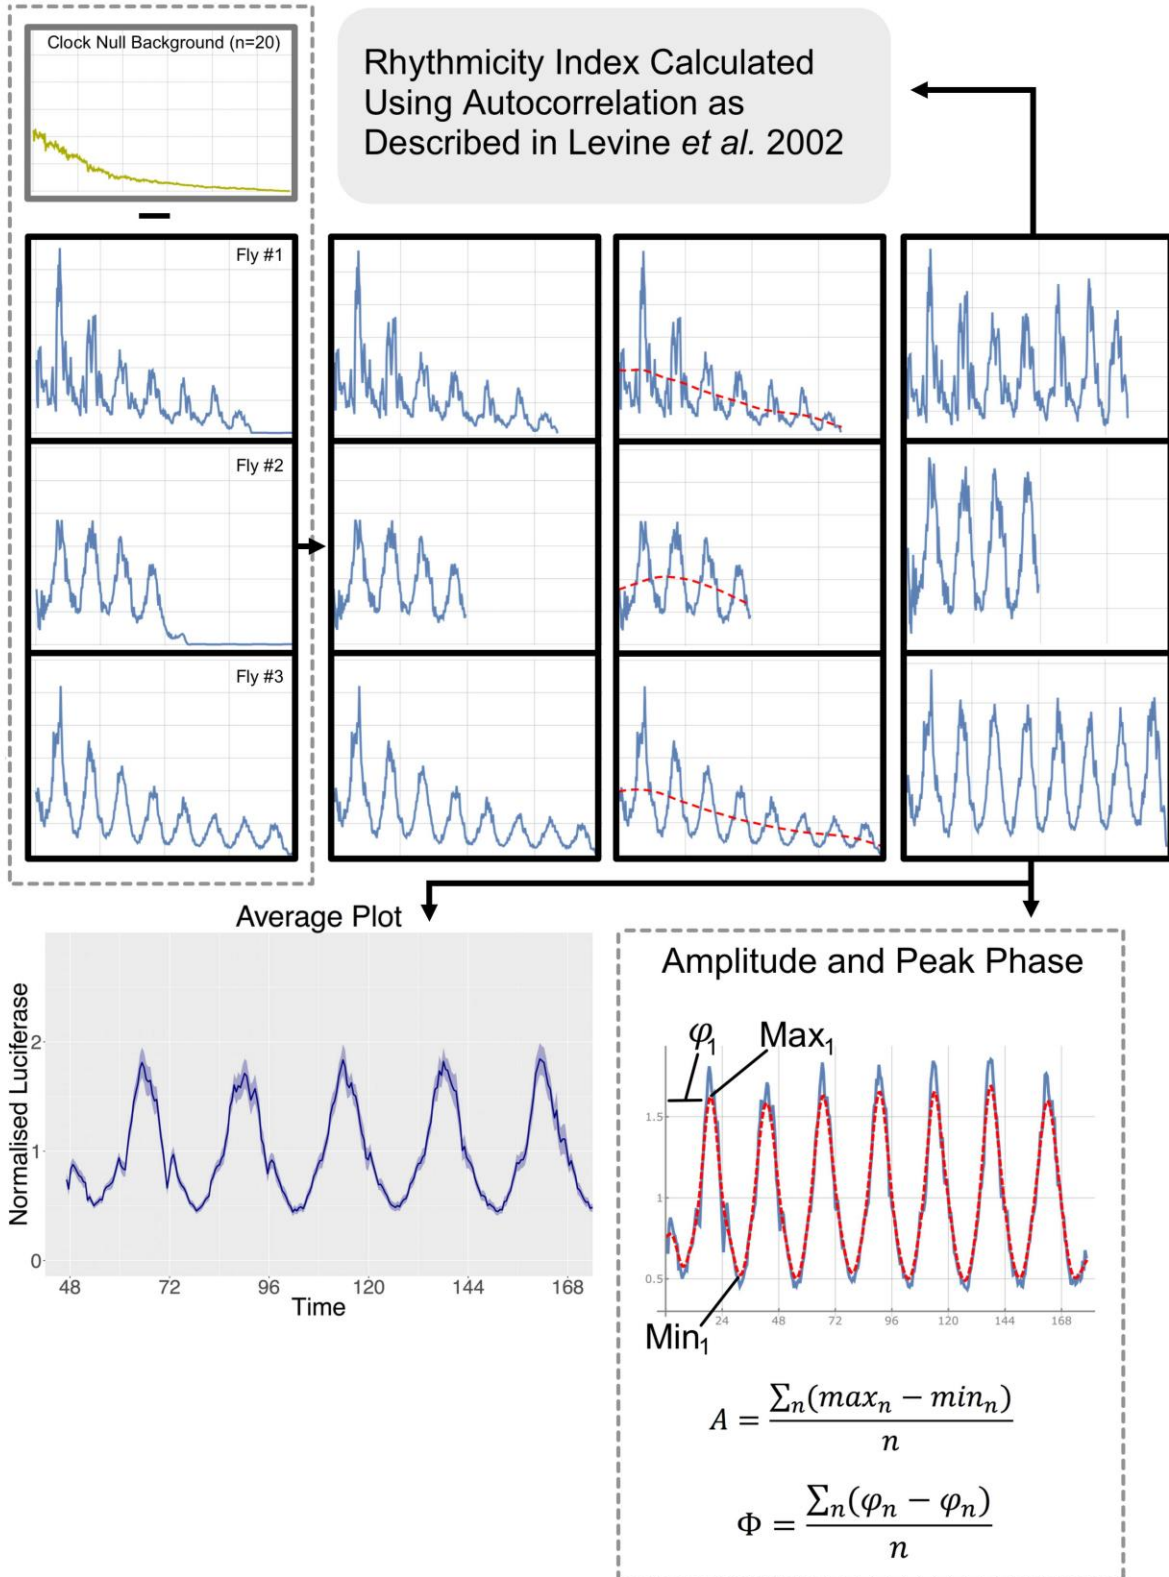 Clock Null Background (n=20)
Rhythmicity Index Calculated
Using Autocorrelation as
Described in Levine et al. 2002
Fly #1
Fly #2
Fly #3
Average Plot
Normalised Luciferase
2
1
0
48 72 96 120 144 168
Time
Amplitude and Peak Phase
φ₁ Max₁
1.5
1
0.5
24 48 72 96 120 144 168
Min₁
A = ∑ₙ(maxₙ − minₙ) / n
Φ = ∑ₙ(φₙ − φₙ) / n